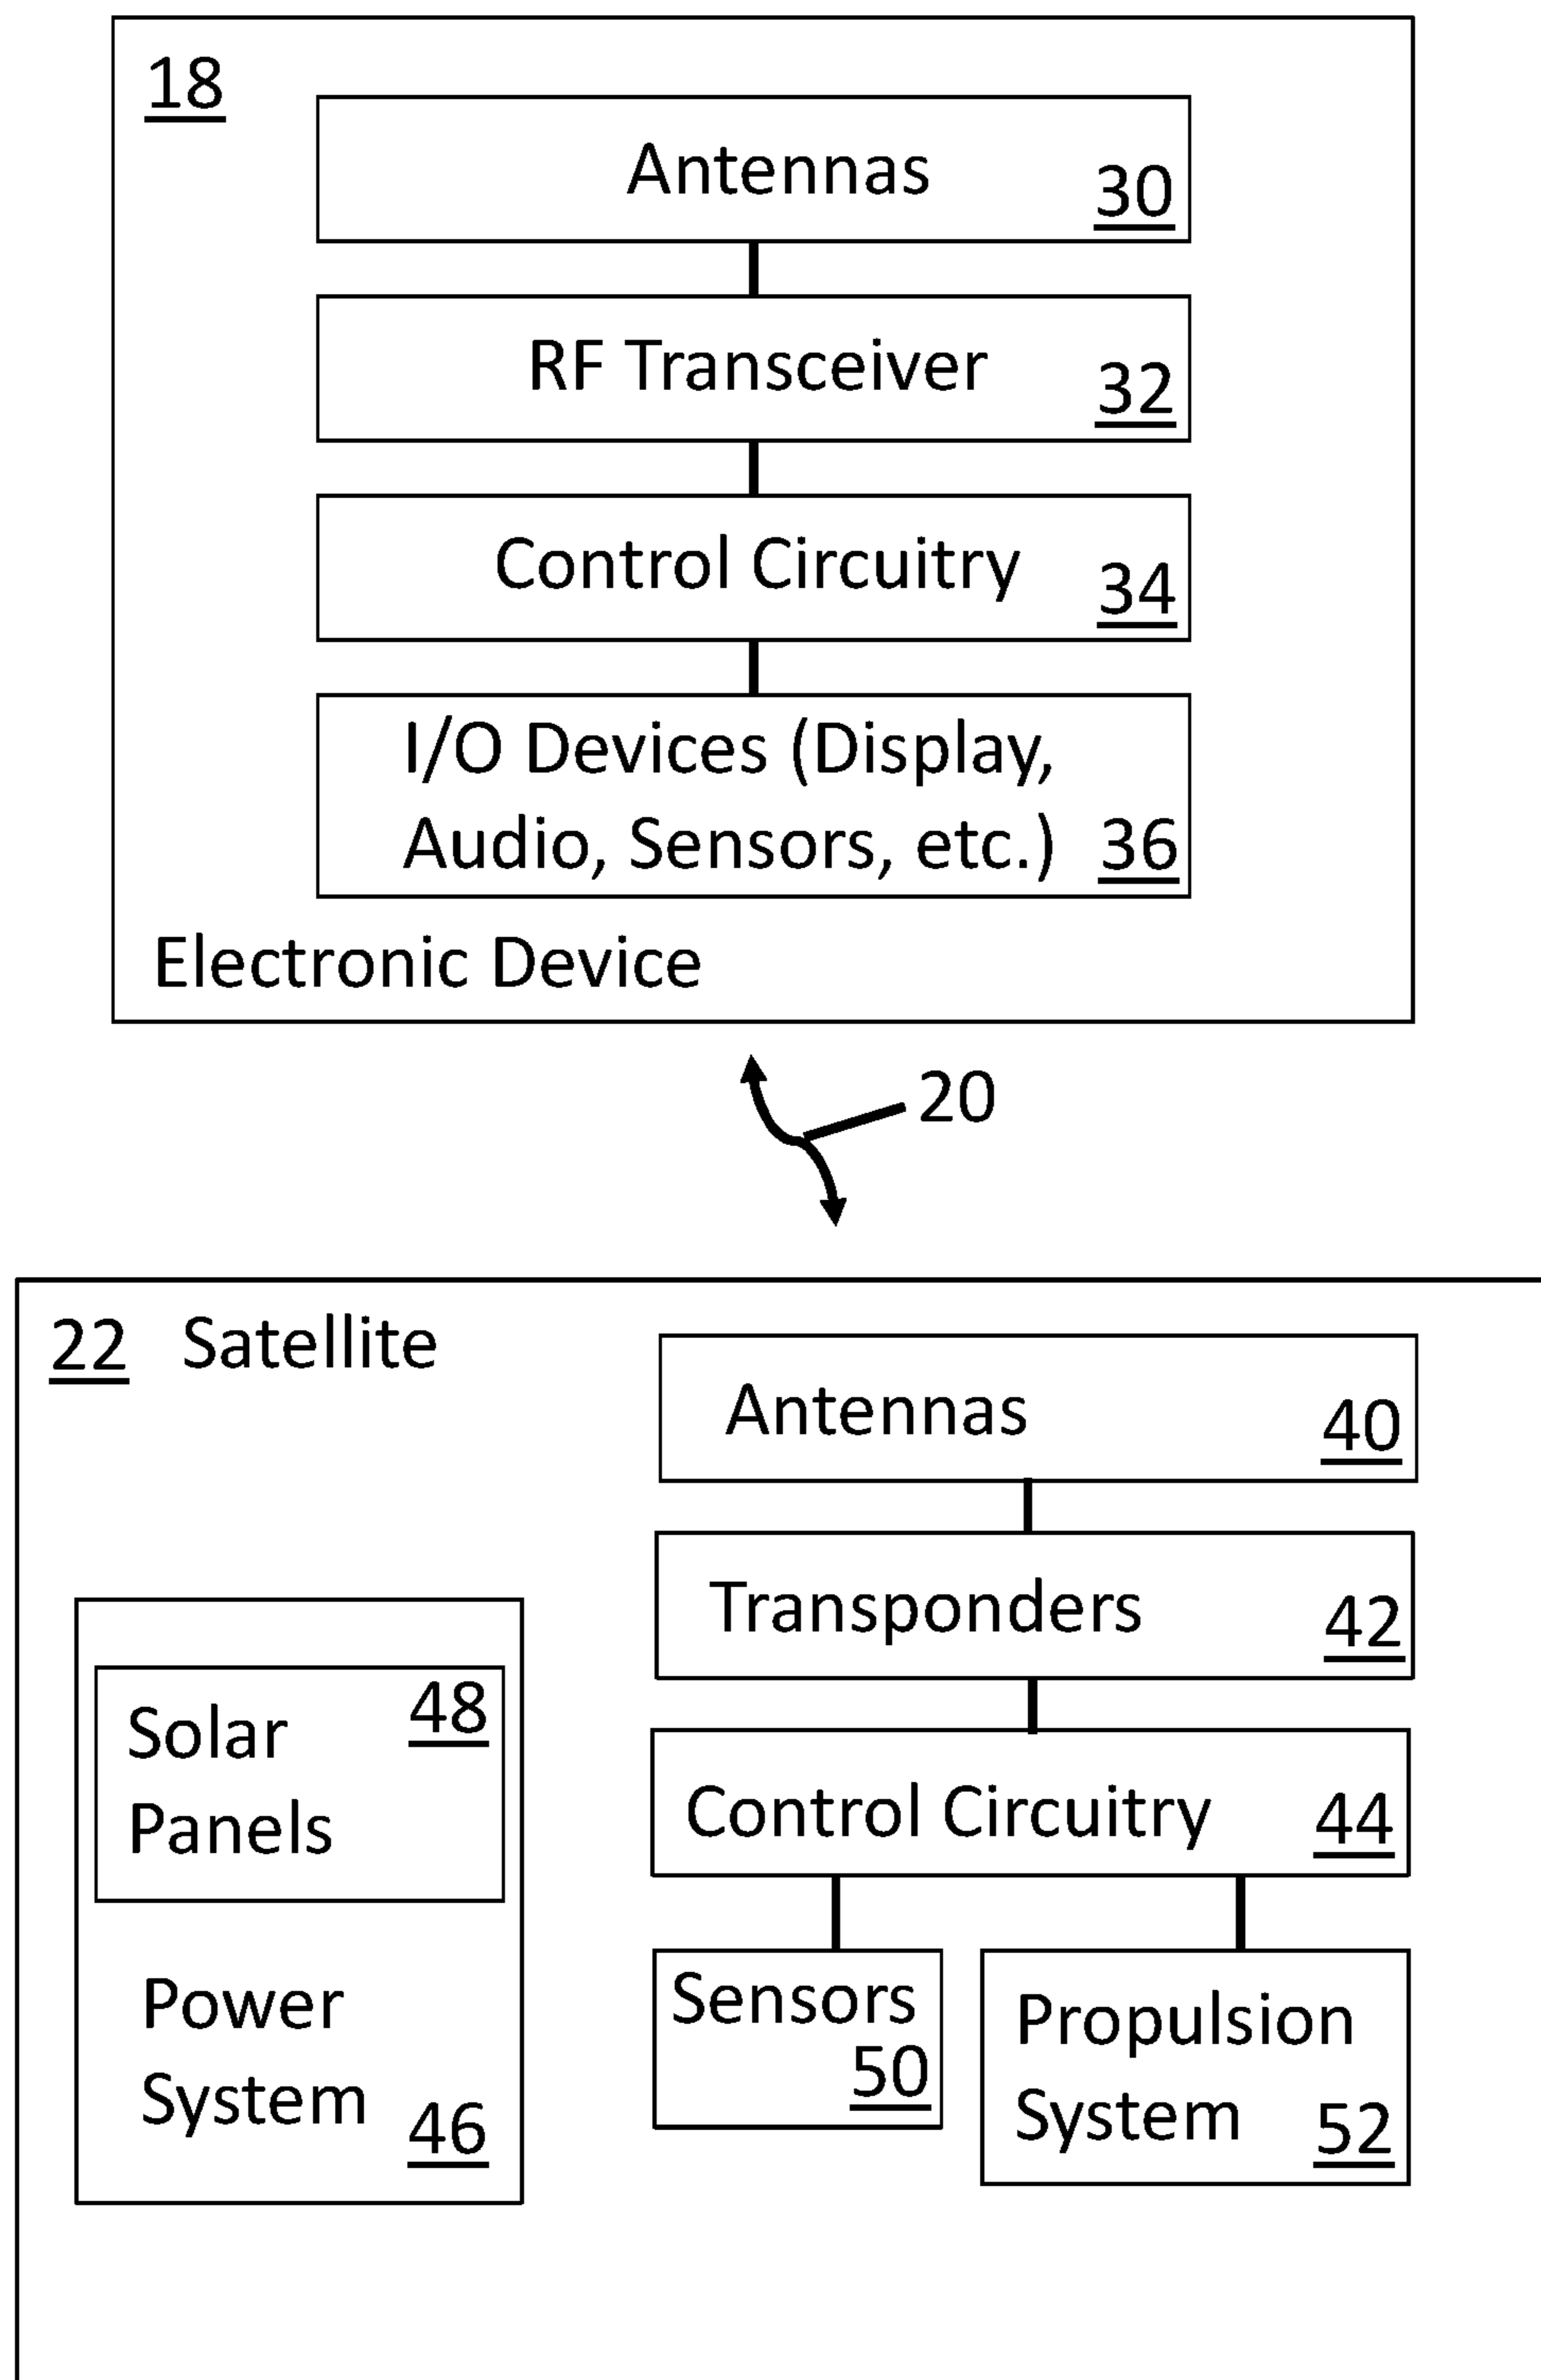 18
Antennas
30
RF Transceiver
32
Control Circuitry
34
I/O Devices (Display,
Audio, Sensors, etc.) 36
Electronic Device
20
22 Satellite
Antennas
40
Transponders
42
Solar
48
Panels
Power
System
46
Control Circuitry
44
Sensors
50
Propulsion
System 52